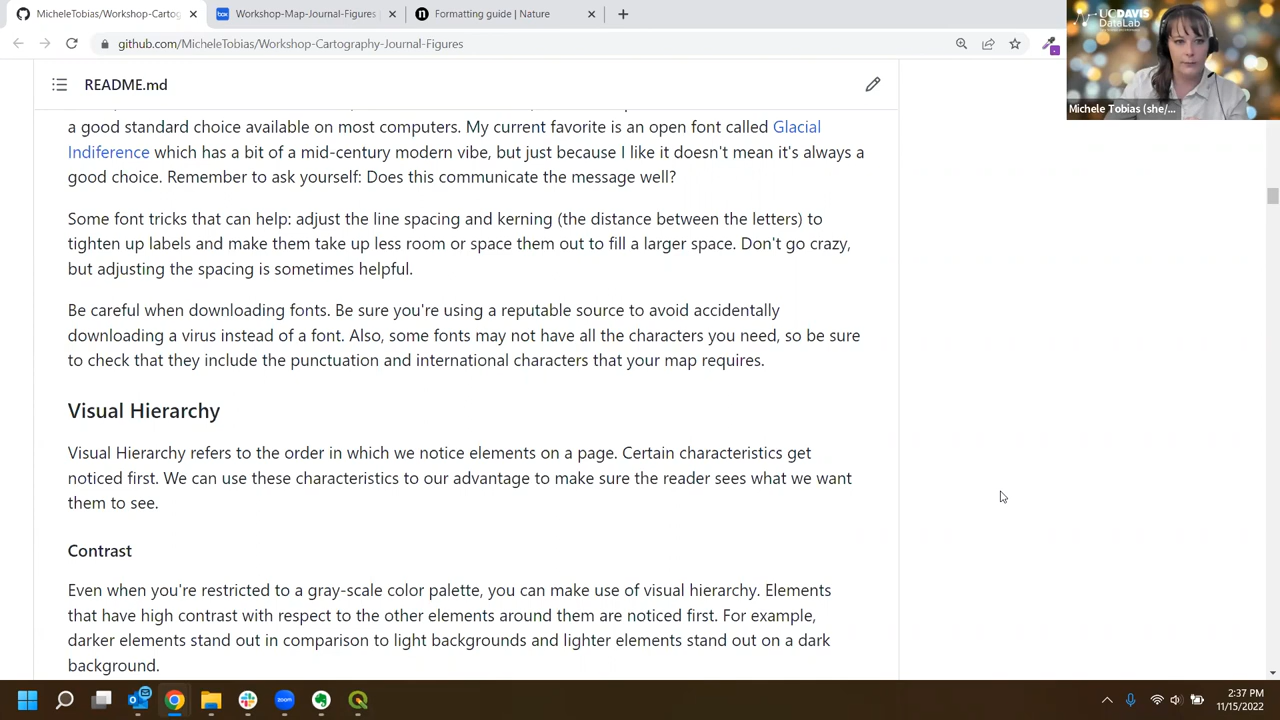 MicheleTobias/Workshop-Cartog
Workshop-Map-Journal-Figures
Formatting guide | Nature
github.com/MicheleTobias/Workshop-Cartography-Journal-Figures
UCDAVIS
DataLab
Michele Tobias (she/...
README.md
a good standard choice available on most computers. My current favorite is an open font called Glacial
Indiference which has a bit of a mid-century modern vibe, but just because I like it doesn't mean it's always a
good choice. Remember to ask yourself: Does this communicate the message well?
Some font tricks that can help: adjust the line spacing and kerning (the distance between the letters) to
tighten up labels and make them take up less room or space them out to fill a larger space. Don't go crazy,
but adjusting the spacing is sometimes helpful.
Be careful when downloading fonts. Be sure you're using a reputable source to avoid accidentally
downloading a virus instead of a font. Also, some fonts may not have all the characters you need, so be sure
to check that they include the punctuation and international characters that your map requires.
Visual Hierarchy
Visual Hierarchy refers to the order in which we notice elements on a page. Certain characteristics get
noticed first. We can use these characteristics to our advantage to make sure the reader sees what we want
them to see.
Contrast
Even when you're restricted to a gray-scale color palette, you can make use of visual hierarchy. Elements
that have high contrast with respect to the other elements around them are noticed first. For example,
darker elements stand out in comparison to light backgrounds and lighter elements stand out on a dark
background.
zoom
2:37 PM
11/15/2022